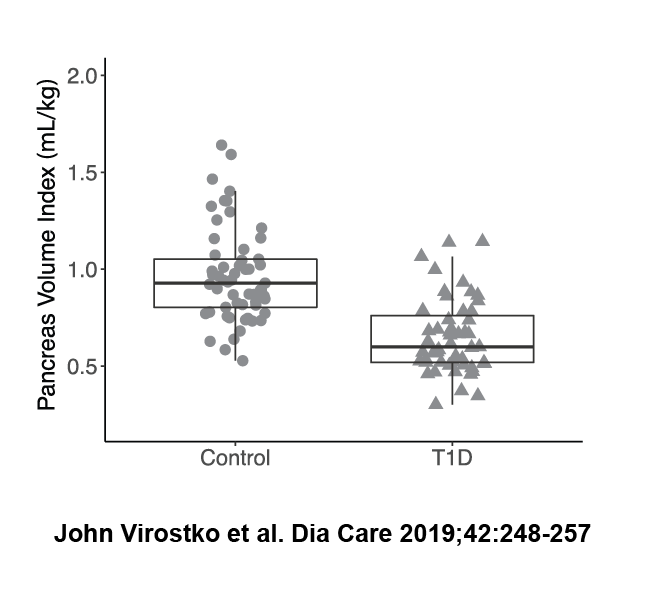 Pancreas Volume Index (mL/kg)
2.0
1.5
1.0
0.5
Control
T1D
John Virostko et al. Dia Care 2019;42:248-257